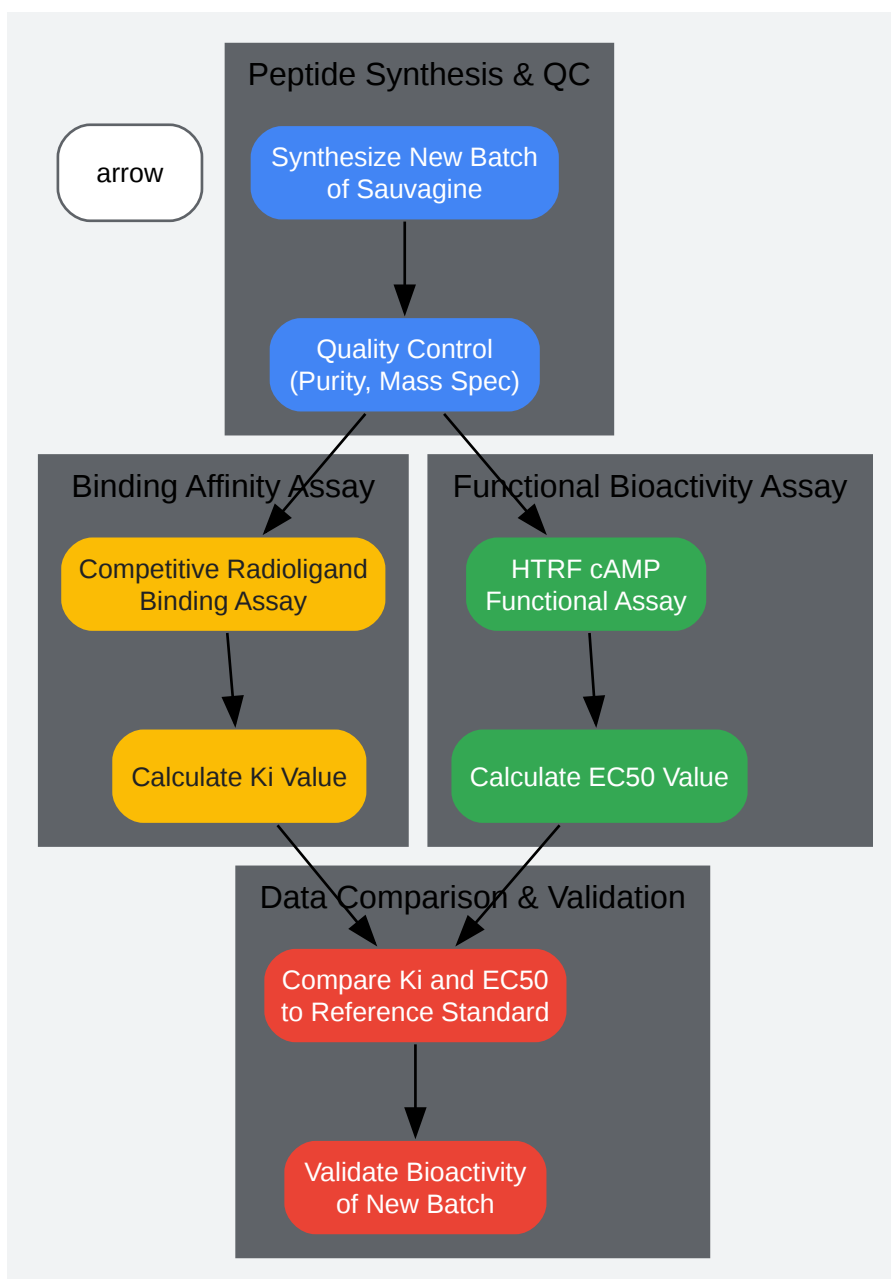 Peptide Synthesis & QC
arrow
Synthesize New Batch
of Sauvagine
Quality Control
(Purity, Mass Spec)
Binding Affinity Assay
Competitive Radioligand
Binding Assay
Calculate Ki Value
Functional Bioactivity Assay
HTRF cAMP
Functional Assay
Calculate EC50 Value
Data Comparison & Validation
Compare Ki and EC50
to Reference Standard
Validate Bioactivity
of New Batch